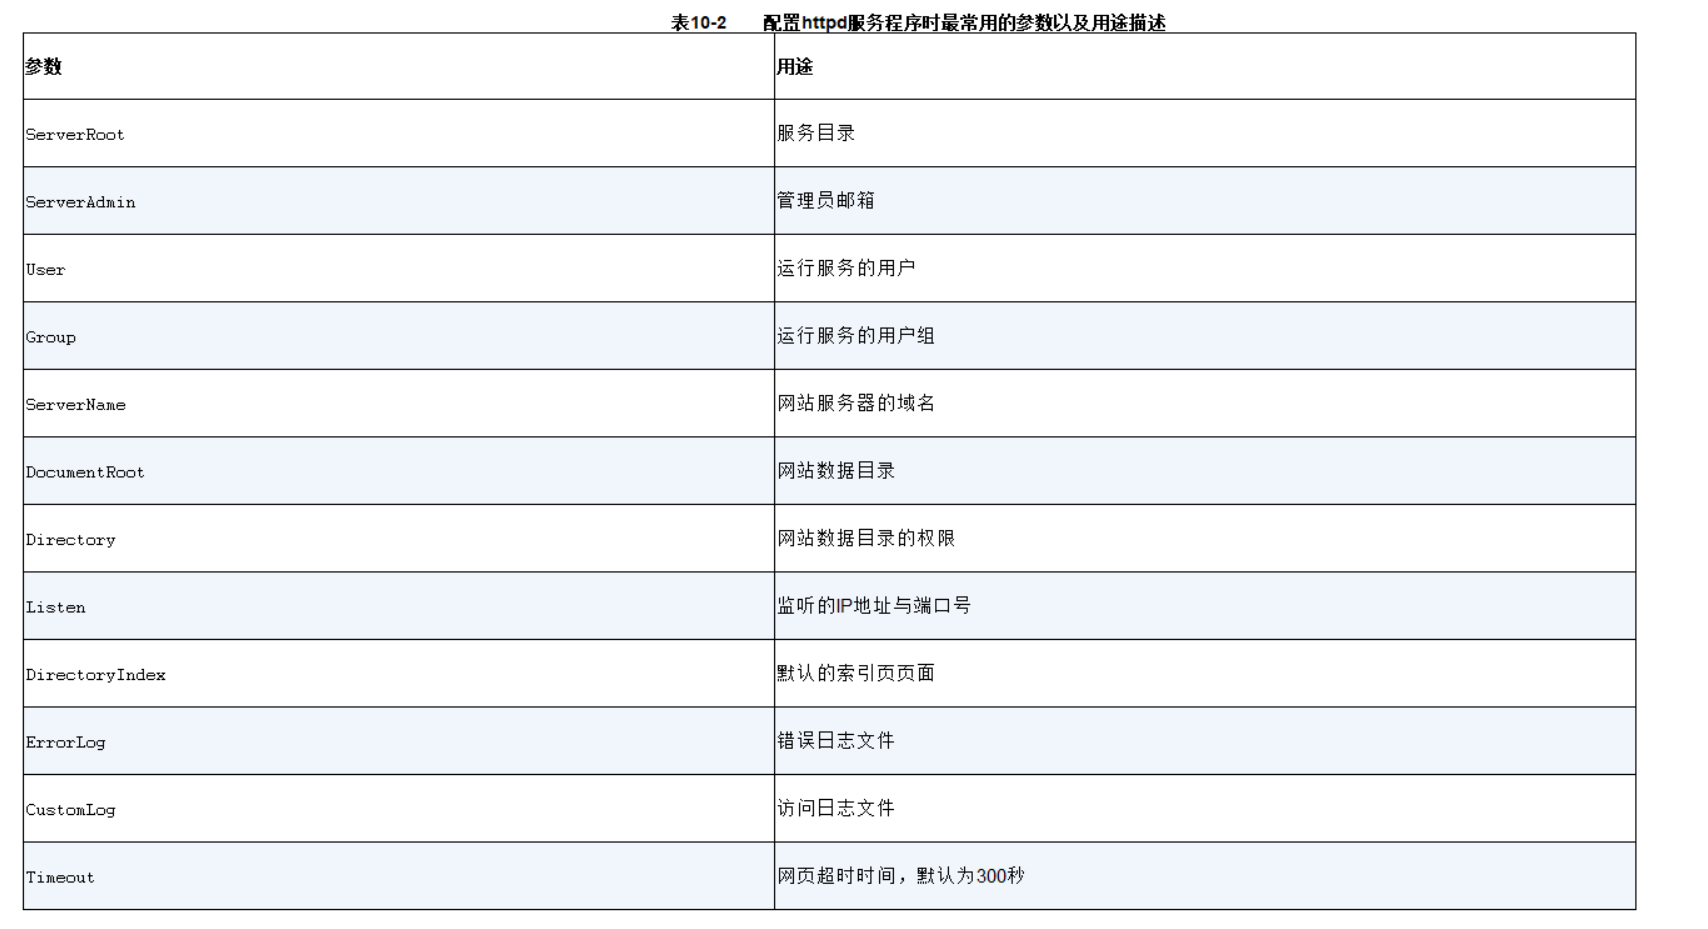 表10-2 配置httpd服务程序时最常用的参数以及用途描述
参数 用途
ServerRoot 服务目录
ServerAdmin 管理员邮箱
User 运行服务的用户
Group 运行服务的用户组
ServerName 网站服务器的域名
DocumentRoot 网站数据目录
Directory 网站数据目录的权限
Listen 监听的IP地址与端口号
DirectoryIndex 默认的索引页页面
ErrorLog 错误日志文件
CustomLog 访问日志文件
Timeout 网页超时时间，默认为300秒